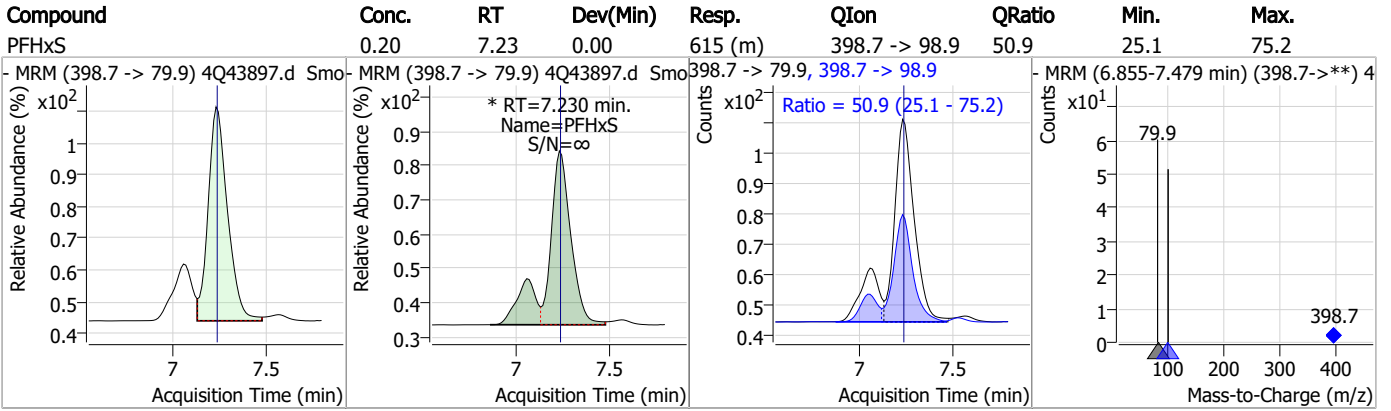 Compound Conc. RT Dev(Min) Resp. QIon QRatio Min. Max.
PFHxS 0.20 7.23 0.00 615 (m) 398.7 -> 98.9 50.9 25.1 75.2
- MRM (398.7 -> 79.9) 4Q43897.d Smo
x10²
Relative Abundance (%)
1
0.9
0.8
0.7
0.6
0.5
0.4
7 7.5
Acquisition Time (min)
- MRM (398.7 -> 79.9) 4Q43897.d Smo
x10²
* RT=7.230 min.
Name=PFHxS
S/N=∞
Relative Abundance (%)
0.9
0.8
0.7
0.6
0.5
0.4
0.3
7 7.5
Acquisition Time (min)
398.7 -> 79.9, 398.7 -> 98.9
x10²
Ratio = 50.9 (25.1 - 75.2)
Counts
1
0.9
0.8
0.7
0.6
0.5
0.4
7 7.5
Acquisition Time (min)
- MRM (6.855-7.479 min) (398.7->**) 4
x10¹
Counts
79.9
6
5
4
3
2
1
0
398.7
100 200 300 400
Mass-to-Charge (m/z)